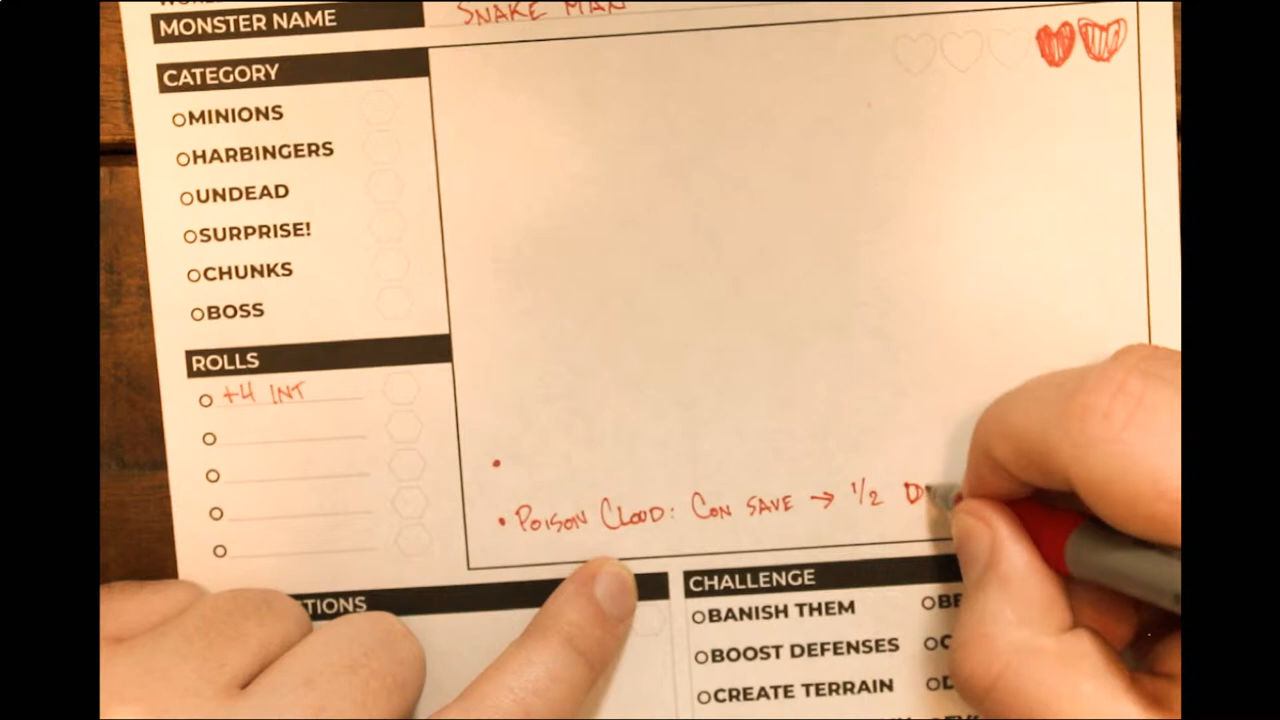 MONSTER NAME SNAKE MAN
CATEGORY
MINIONS
HARBINGERS
UNDEAD
SURPRISE!
CHUNKS
BOSS
ROLLS
+4 INT
• POISON CLOUD: CON SAVE → 1/2 D
CHALLENGE
BANISH THEM
BOOST DEFENSES
CREATE TERRAIN